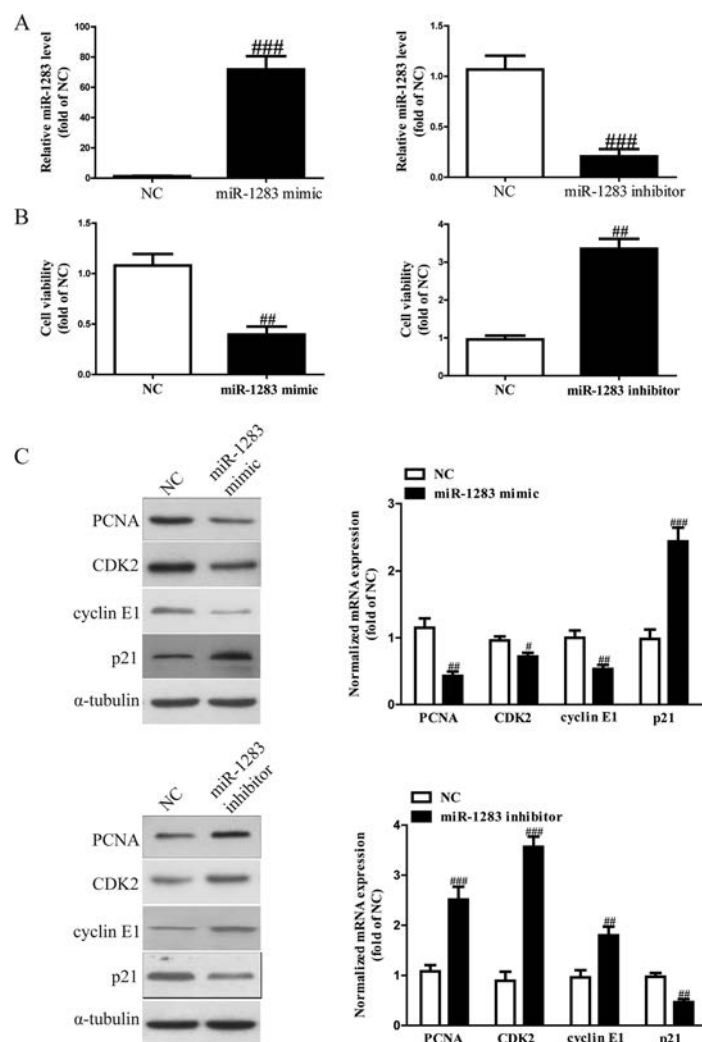 A
Relative miR-1283 level
(fold of NC)
100
80
60
40
20
0
###
NC
miR-1283 mimic
Relative miR-1283 level
(fold of NC)
1.5
1.0
0.5
0.0
###
NC
miR-1283 inhibitor
B
Cell viability
(fold of NC)
1.5
1.0
0.5
0.0
##
NC
miR-1283 mimic
Cell viability
(fold of NC)
4
3
2
1
0
##
NC
miR-1283 inhibitor
C
NC
miR-1283
mimic
PCNA
CDK2
cyclin E1
p21
α-tubulin
NC
miR-1283 mimic
Normalized mRNA expression
(fold of NC)
3
2
1
0
##
#
##
###
PCNA
CDK2
cyclin E1
p21
NC
miR-1283
inhibitor
PCNA
CDK2
cyclin E1
p21
α-tubulin
NC
miR-1283 inhibitor
Normalized mRNA expression
(fold of NC)
4
3
2
1
0
###
###
##
##
PCNA
CDK2
cyclin E1
p21